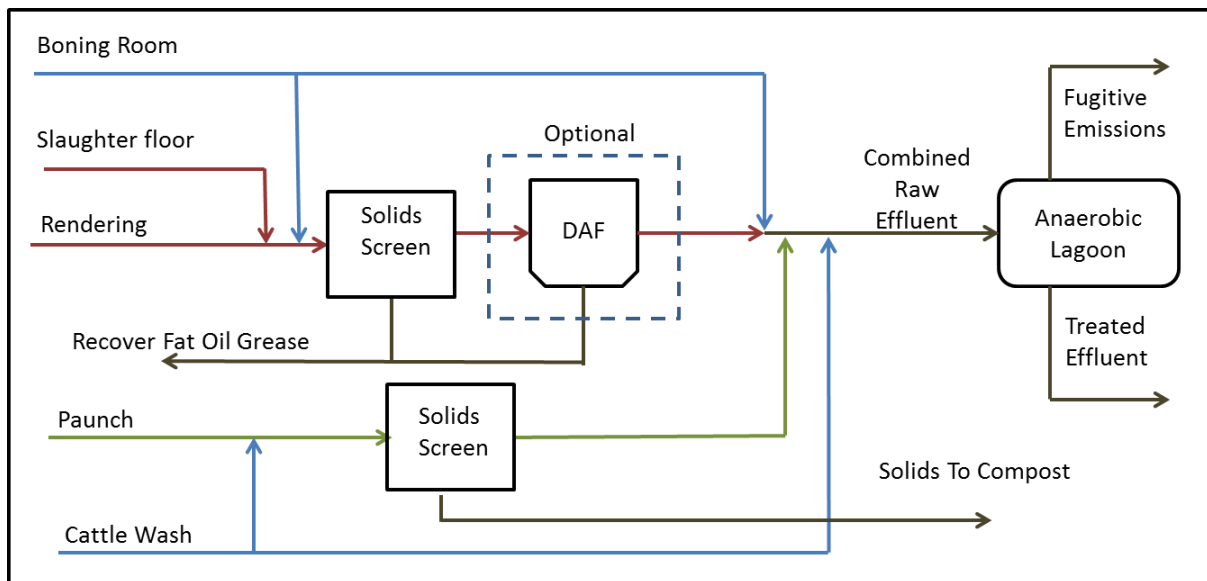 Boning Room
Slaughter floor
Rendering
Solids
Screen
Optional
DAF
Combined
Raw
Effluent
Fugitive
Emissions
Anaerobic
Lagoon
Treated
Effluent
Recover Fat Oil Grease
Paunch
Solids
Screen
Solids To Compost
Cattle Wash